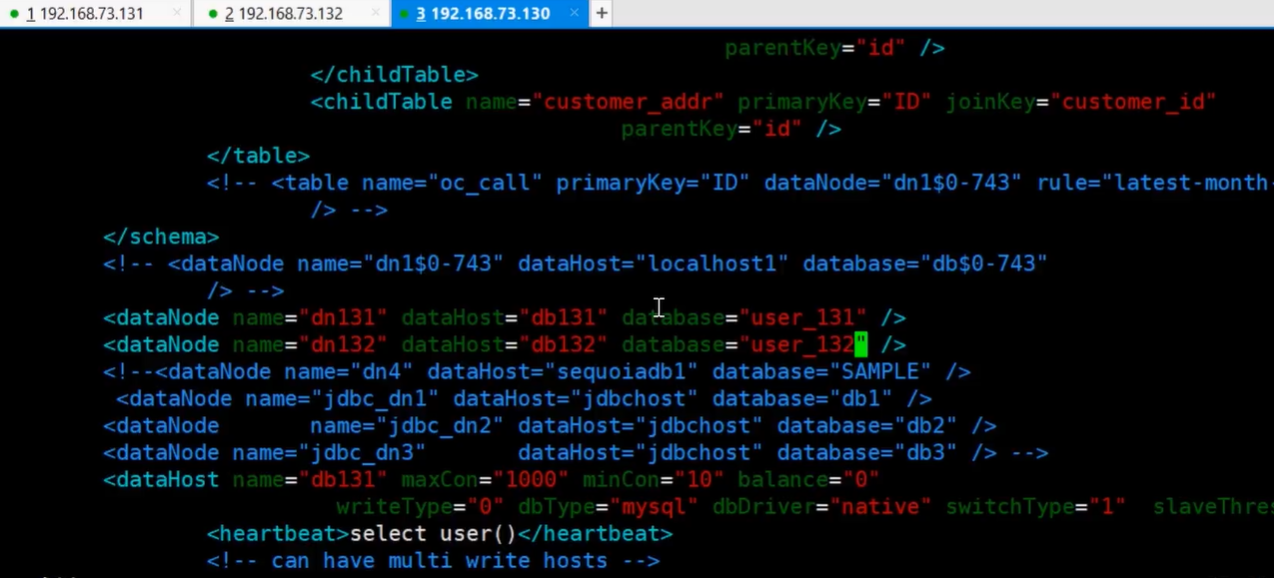 1 192.168.73.131 × 2 192.168.73.132 × 3 192.168.73.130 × +
parentKey="id" />
</childTable>
<childTable name="customer_addr" primaryKey="ID" joinKey="customer_id"
parentKey="id" />
</table>
<!-- <table name="oc_call" primaryKey="ID" dataNode="dn1$0-743" rule="latest-month-
/> -->
</schema>
<!-- <dataNode name="dn1$0-743" dataHost="localhost1" database="db$0-743"
/> -->
<dataNode name="dn131" dataHost="db131" database="user_131" />
<dataNode name="dn132" dataHost="db132" database="user_132" />
<!--<dataNode name="dn4" dataHost="sequoiadb1" database="SAMPLE" />
<dataNode name="jdbc_dn1" dataHost="jdbchost" database="db1" />
<dataNode name="jdbc_dn2" dataHost="jdbchost" database="db2" />
<dataNode name="jdbc_dn3" dataHost="jdbchost" database="db3" /> -->
<dataHost name="db131" maxCon="1000" minCon="10" balance="0"
writeType="0" dbType="mysql" dbDriver="native" switchType="1" slaveThres
<heartbeat>select user()</heartbeat>
<!-- can have multi write hosts -->